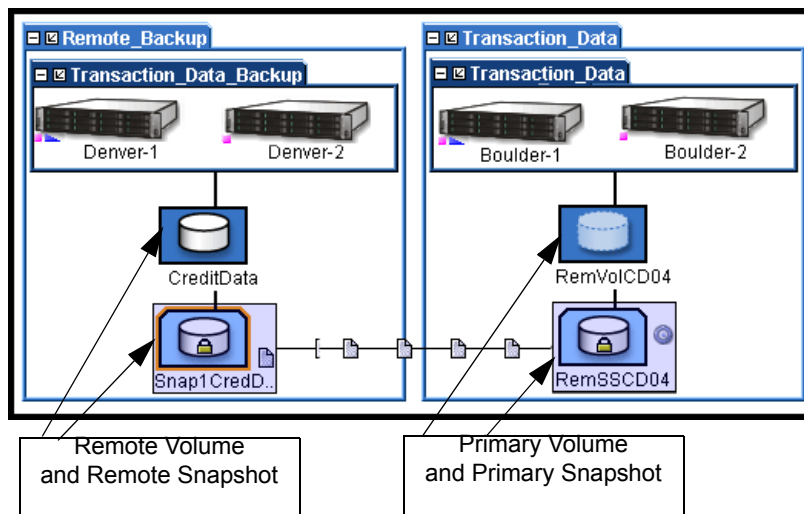 Remote_Backup
Transaction_Data_Backup
Denver-1
Denver-2
CreditData
Snap1CredD..
Transaction_Data
Transaction_Data
Boulder-1
Boulder-2
RemVolCD04
RemSSCD04
Remote Volume
and Remote Snapshot
Primary Volume
and Primary Snapshot